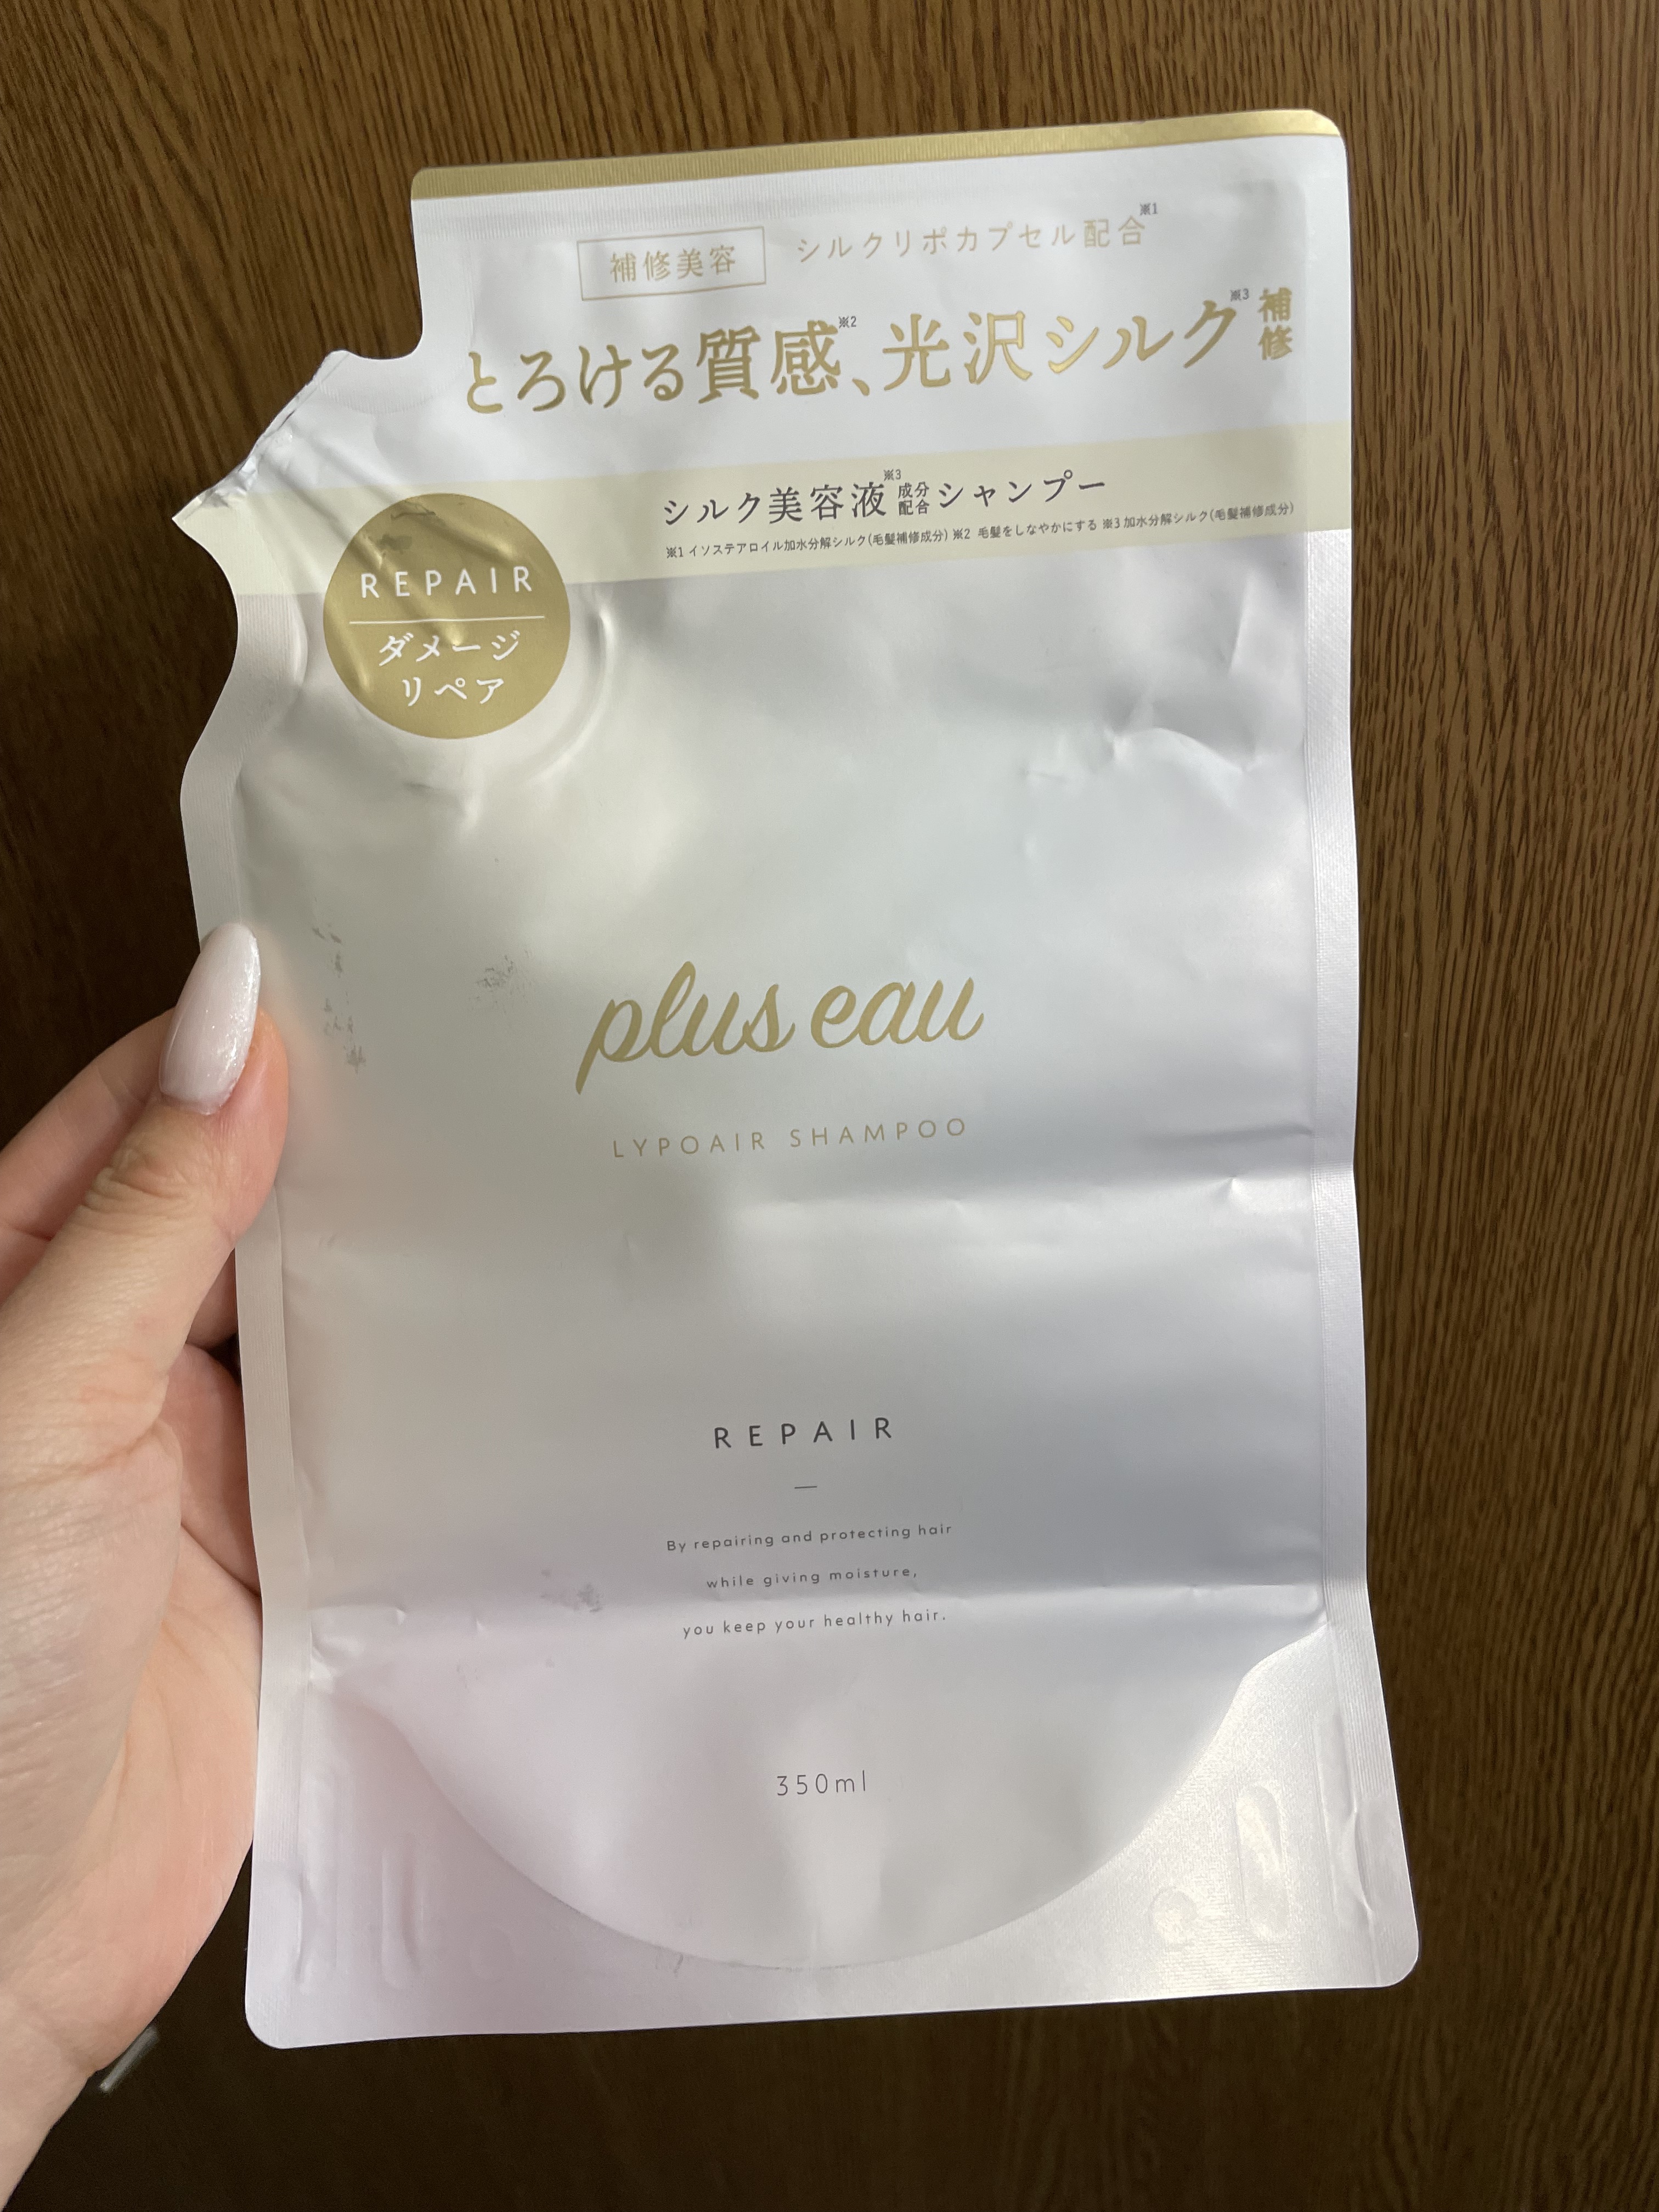 補修美容 シルクリポカプセル配合※1
とろける質感※2、光沢シルク※3補修
シルク美容液※3成分配合シャンプー
※1 イソステアロイル加水分解シルク(毛髪補修成分) ※2 毛髪をしなやかにする ※3 加水分解シルク(毛髪補修成分)
REPAIR
ダメージ
リペア
plus eau
LYPOAIR SHAMPOO
REPAIR
By repairing and protecting hair
while giving moisture,
you keep your healthy hair.
350ml